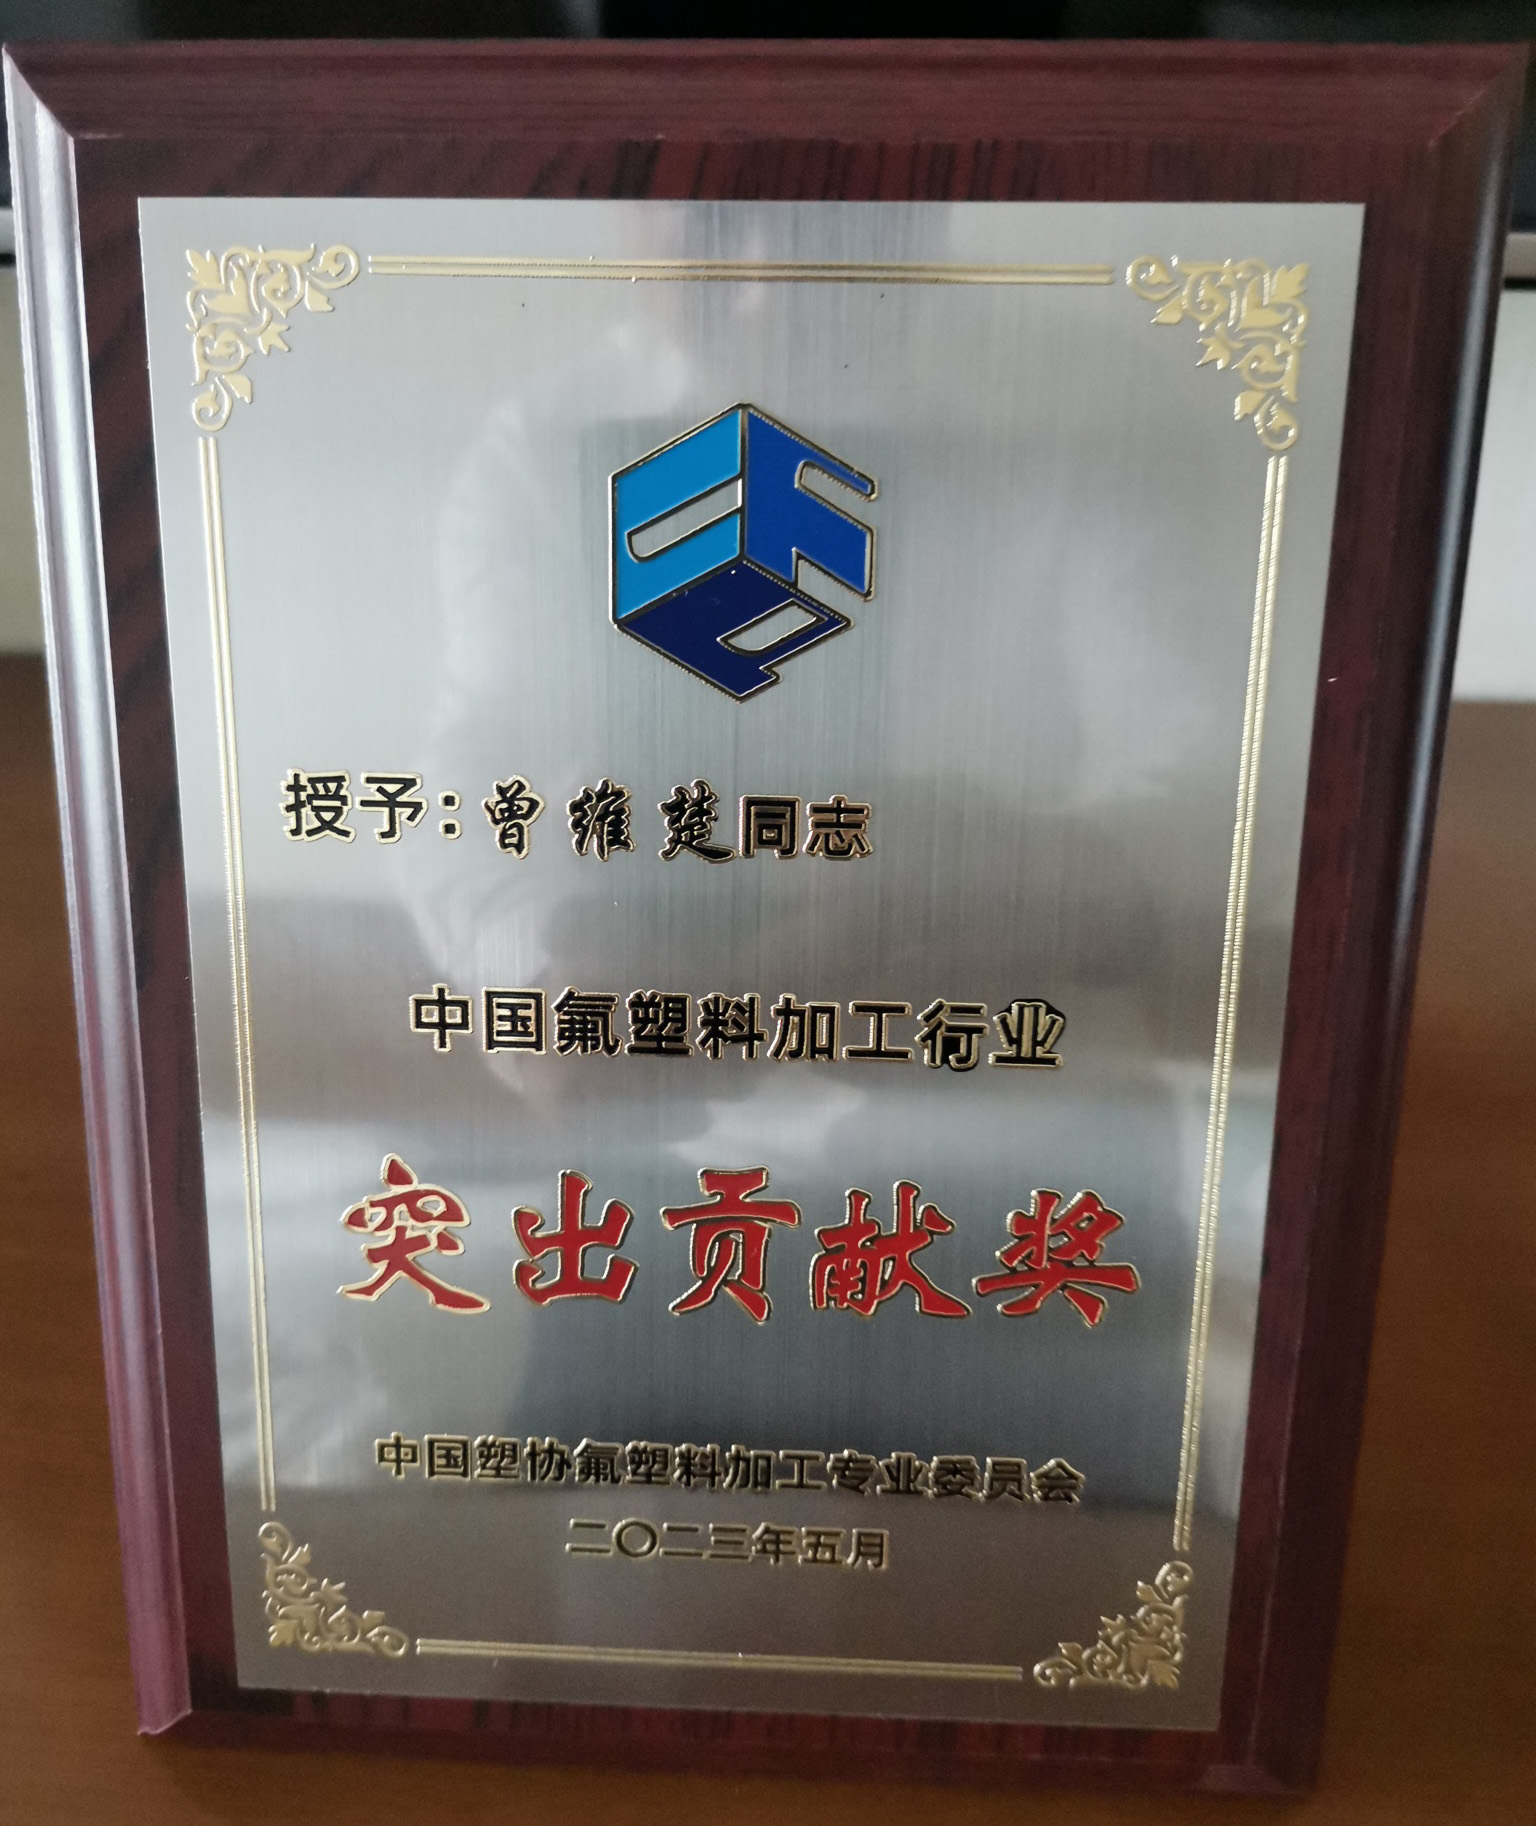 授予：曾维楚同志
中国氟塑料加工行业
突出贡献奖
中国塑协氟塑料加工专业委员会
二〇二三年五月